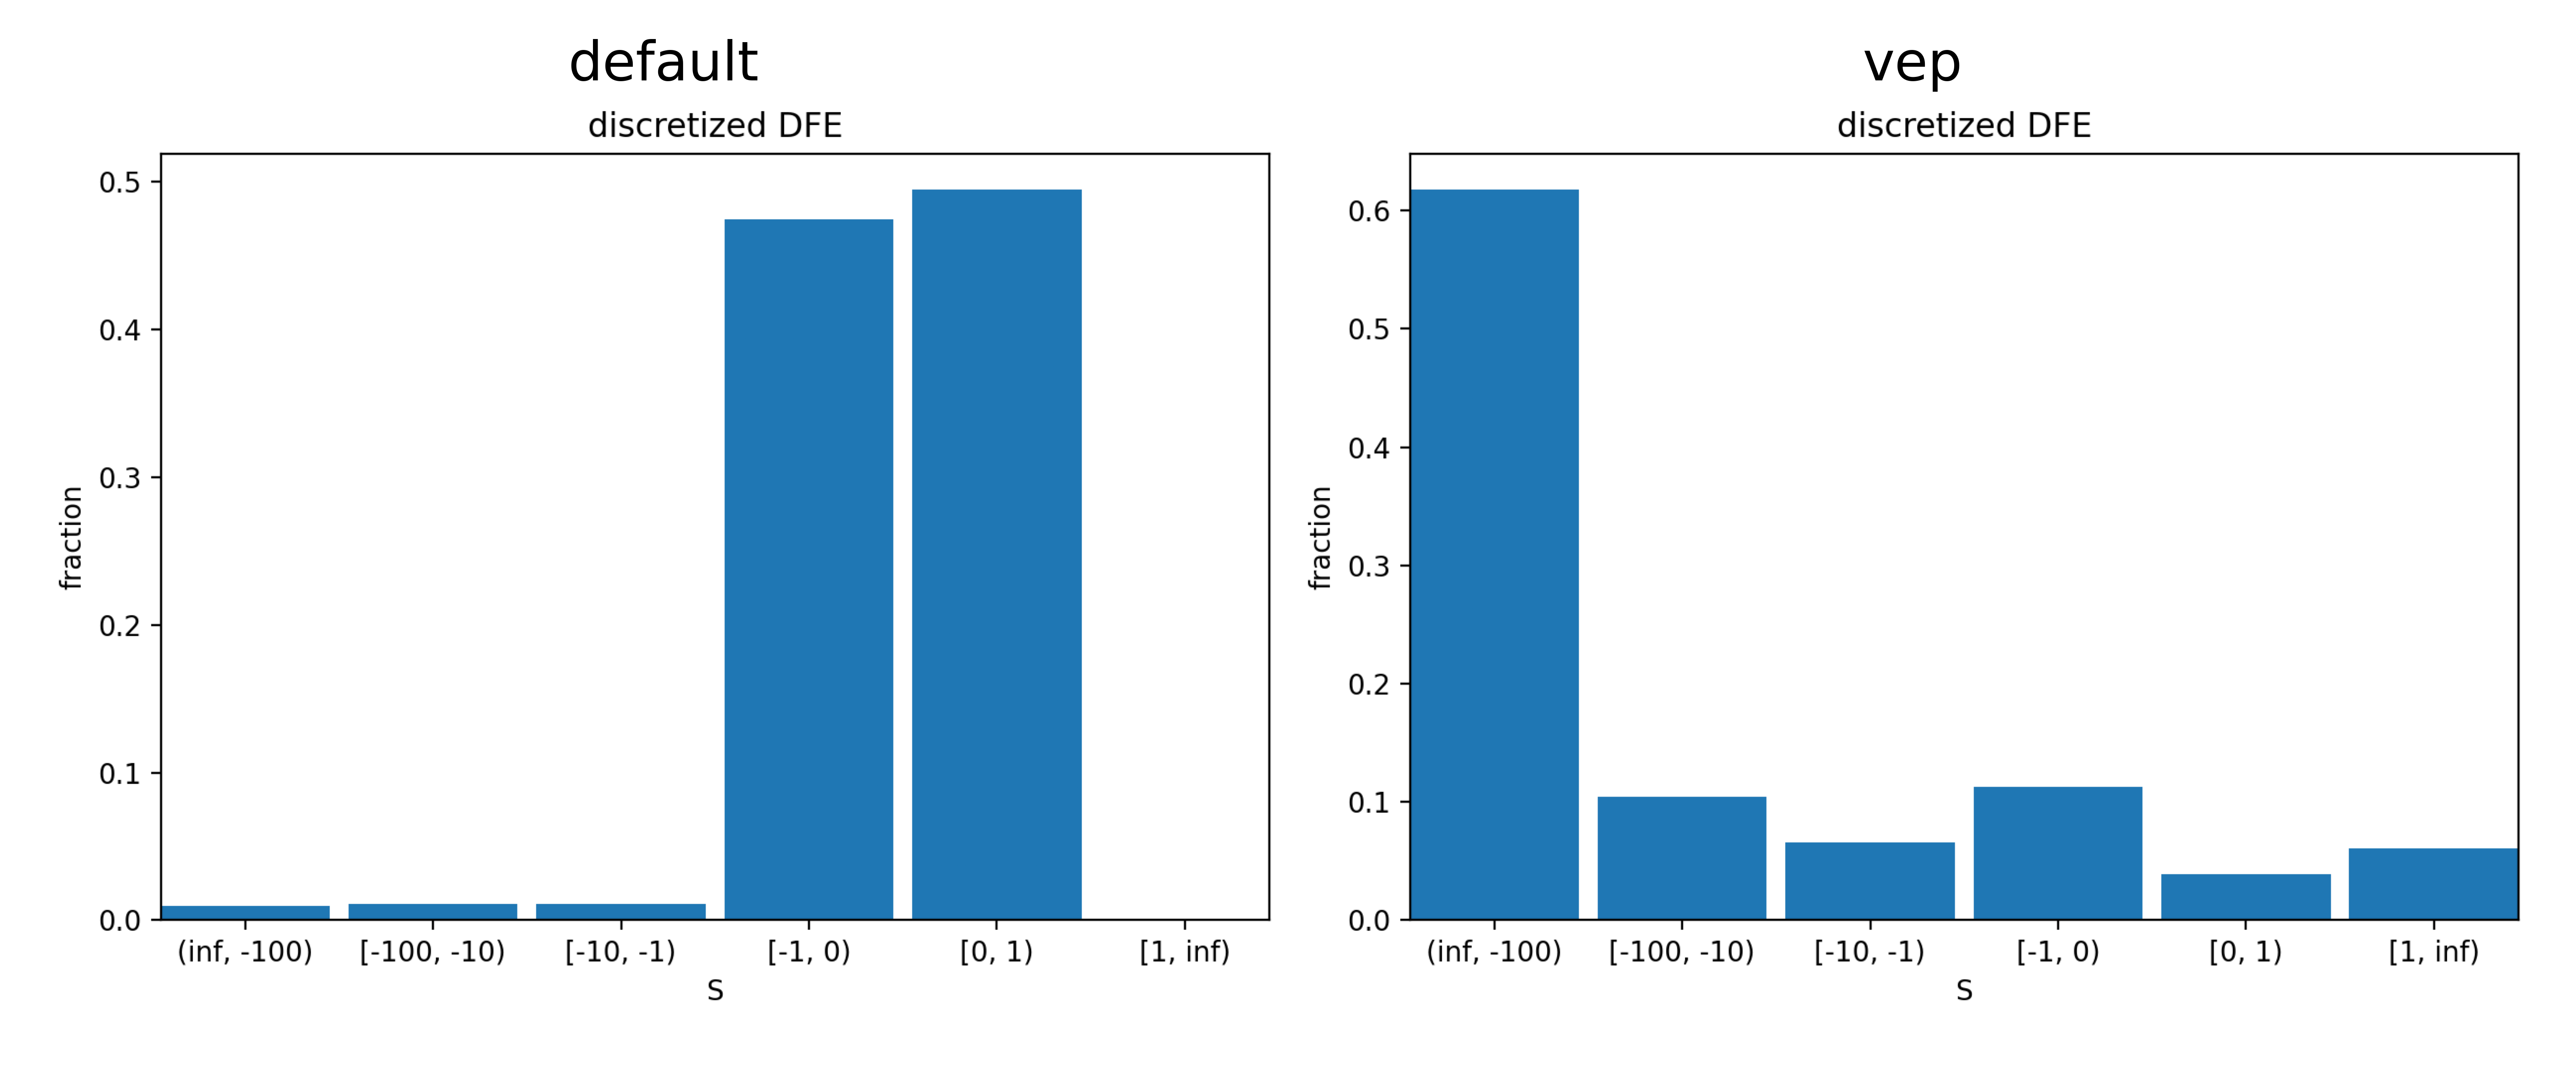 default
discretized DFE
0.5
0.4
0.3
0.2
0.1
0.0
fraction
(inf, -100) [-100, -10) [-10, -1) [-1, 0) [0, 1) [1, inf)
S
vep
discretized DFE
0.6
0.5
0.4
0.3
0.2
0.1
0.0
fraction
(inf, -100) [-100, -10) [-10, -1) [-1, 0) [0, 1) [1, inf)
S